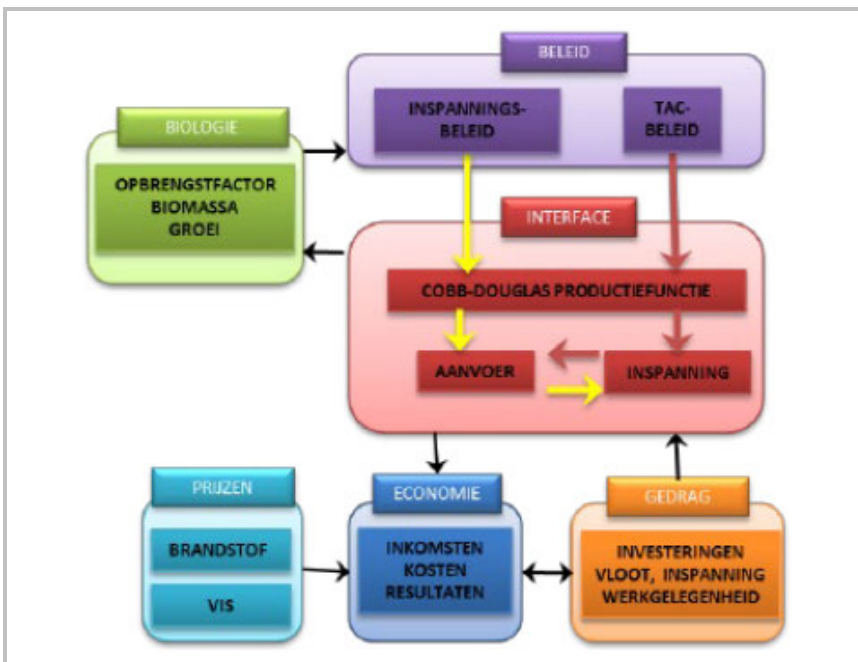 BELEID
INSPANNINGS-
BELEID
TAC-
BELEID
BIOLOGIE
OPBRENGSTFACTOR
BIOMASSA
GROEI
INTERFACE
COBB-DOUGLAS PRODUCTIEFUNCTIE
AANVOER
INSPANNING
PRIJZEN
BRANDSTOF
VIS
ECONOMIE
INKOMSTEN
KOSTEN
RESULTATEN
GEDRAG
INVESTERINGEN
VLOOT, INSPANNING
WERKGELEGENHEID